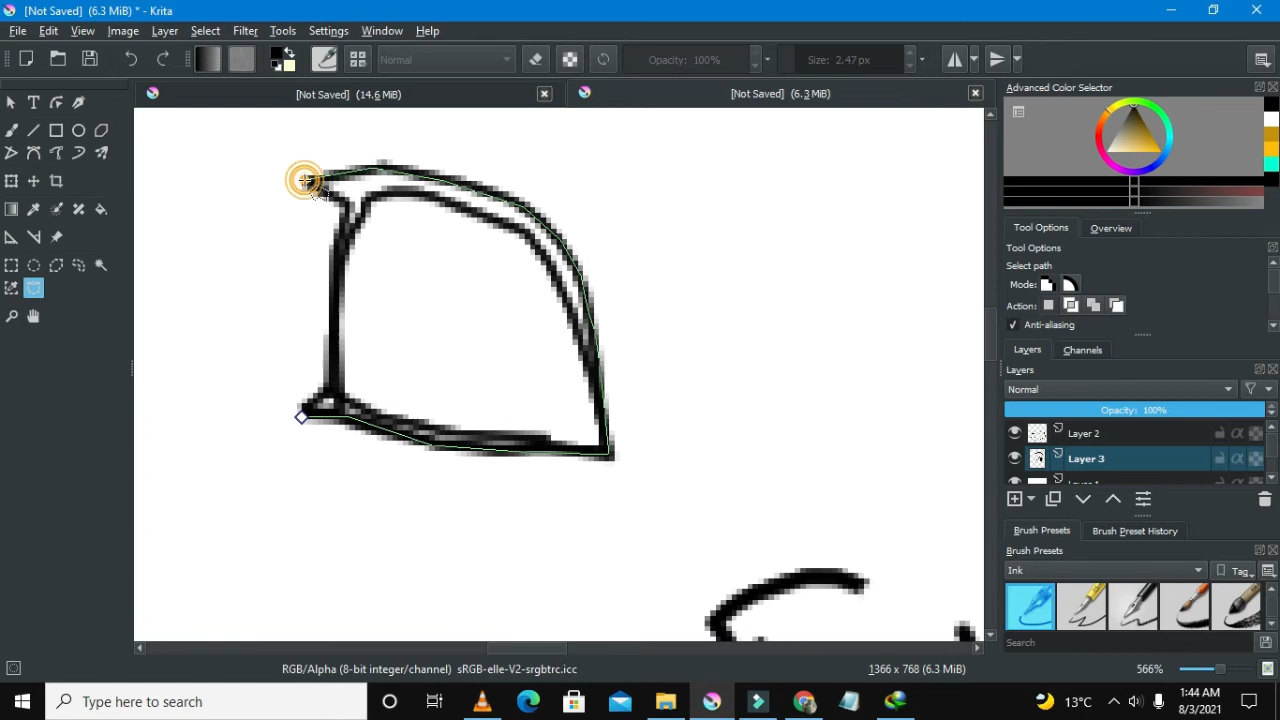 [Not Saved] (6.3 MiB) * - Krita
File Edit View Image Layer Select Filter Tools Settings Window Help
Normal Opacity: 100% Size: 2.47 px
[Not Saved] (14.6 MiB) [Not Saved] (6.3 MiB)
Advanced Color Selector
Tool Options Overview
Tool Options
Select path
Mode:
Action:
Anti-aliasing
Layers Channels
Layers
Normal
Opacity: 100%
Layer 2
Layer 3
Layer 1
Brush Presets Brush Preset History
Brush Presets
Ink Tag
Search
RGB/Alpha (8-bit integer/channel) sRGB-elle-V2-srgbtrc.icc 1366 x 768 (6.3 MiB) 566%
Type here to search 13°C 1:44 AM
8/3/2021